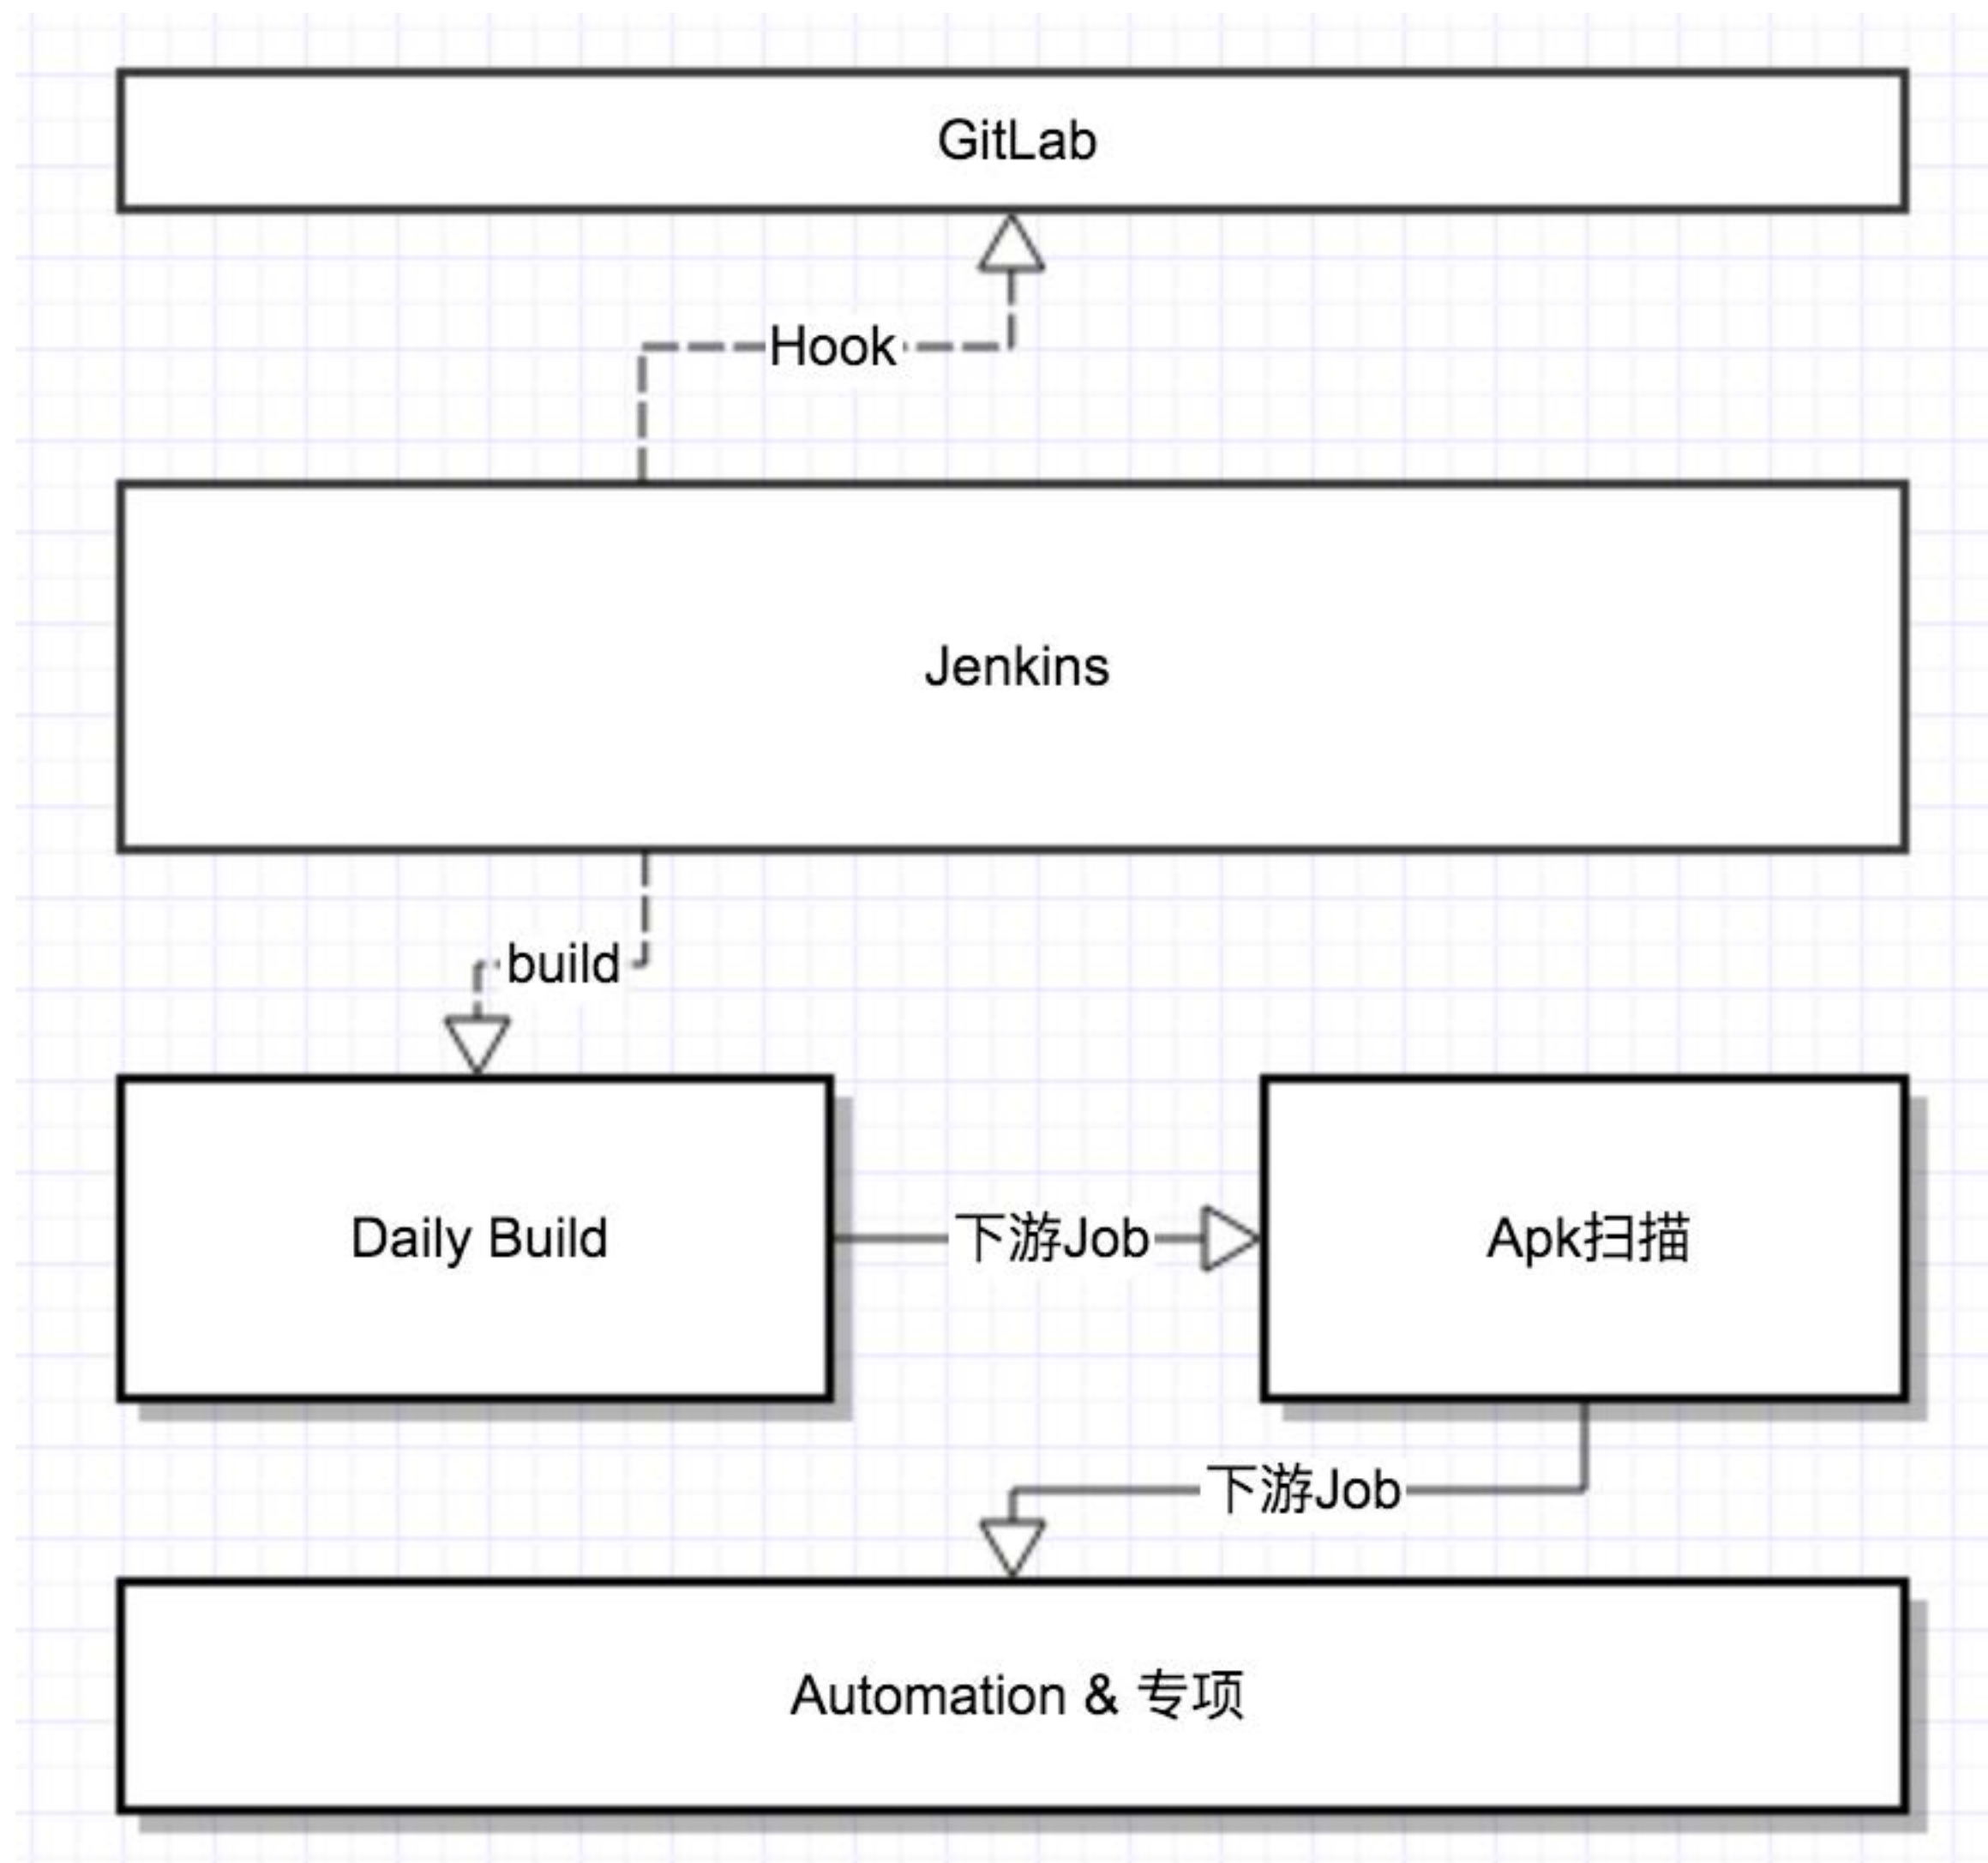 GitLab
Hook
Jenkins
build
Daily Build
下游Job
Apk扫描
下游Job
Automation & 专项